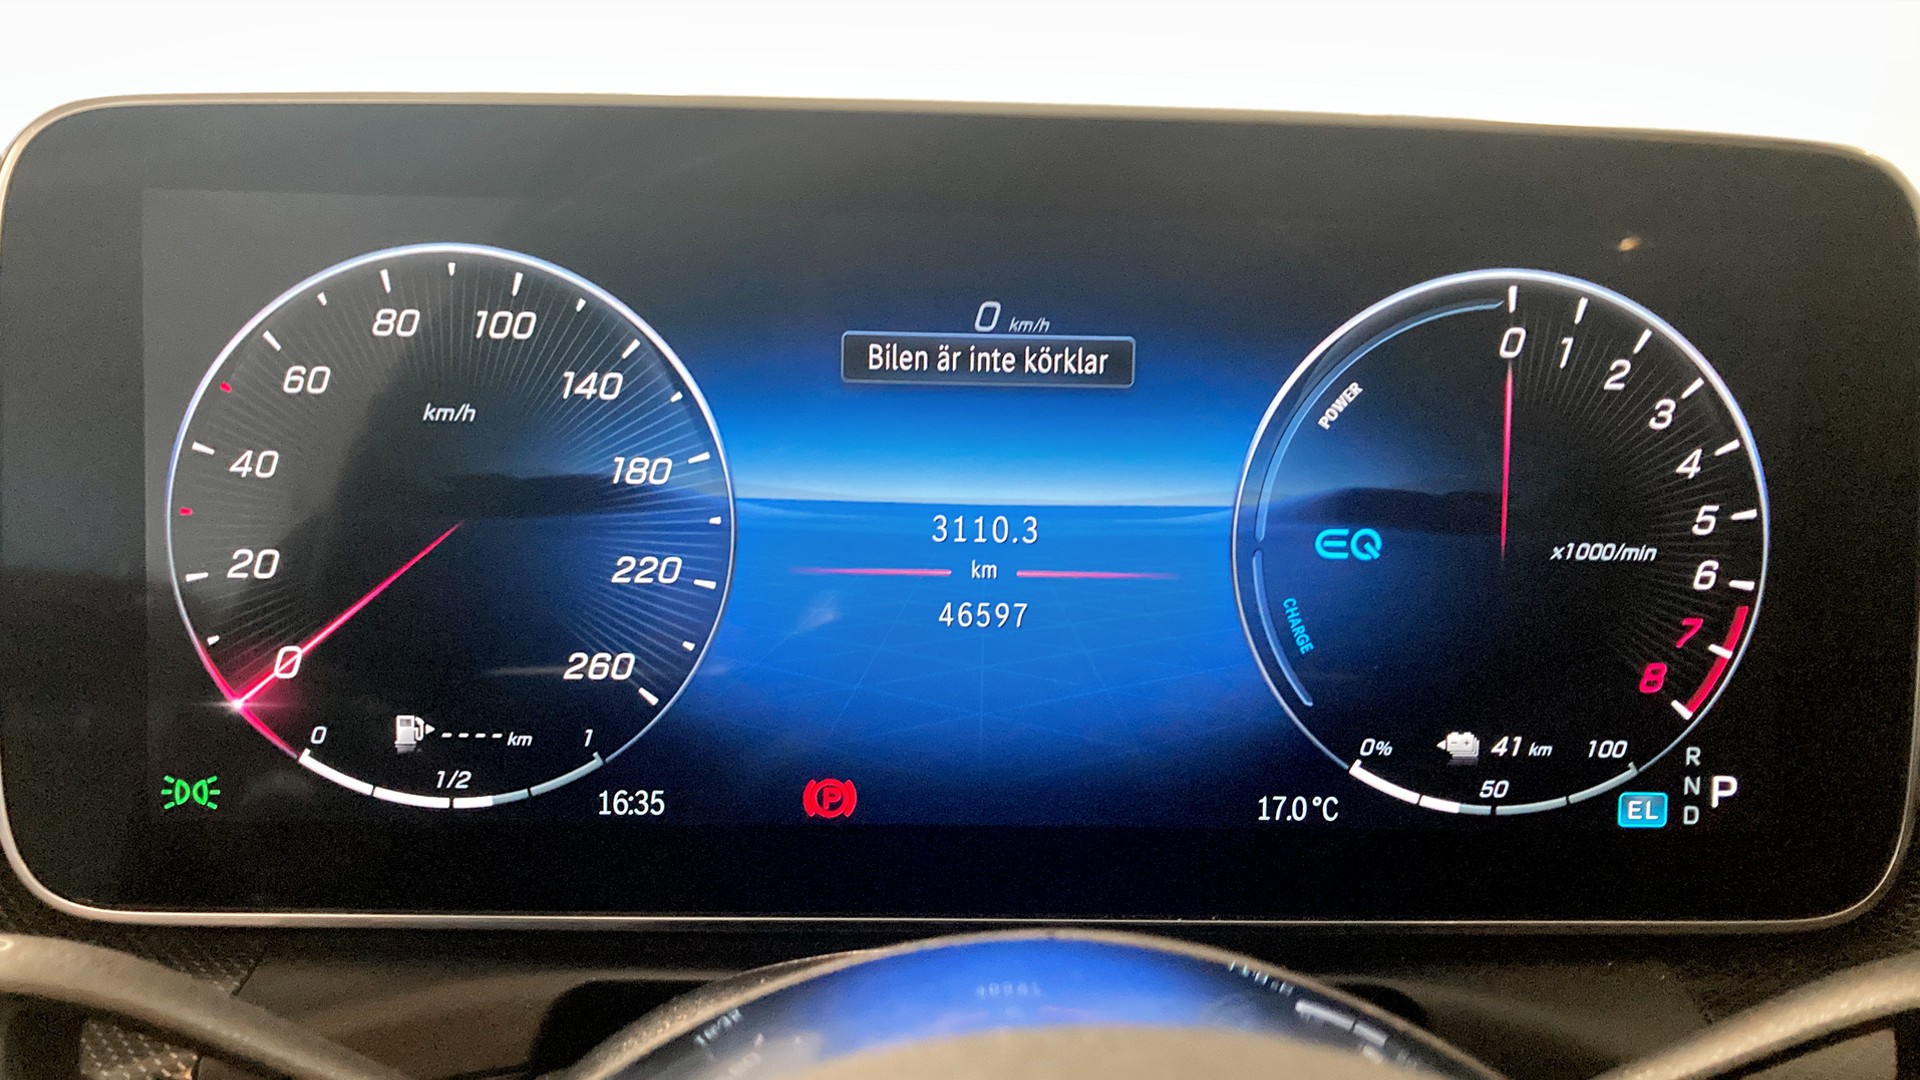 0 km/h
Bilen är inte körklar
3110.3
km
46597
0
20
40
60
80
100
140
180
220
260
km/h
0
1/2
1
---- km
16:35
P
17.0°C
POWER
CHARGE
EQ
0
1
2
3
4
5
6
7
8
x1000/min
0%
50
100
41 km
EL
R
N
D
P